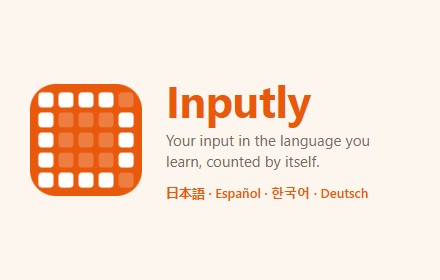 Inputly
Your input in the language you
learn, counted by itself.
日本語 · Español · 한국어 · Deutsch